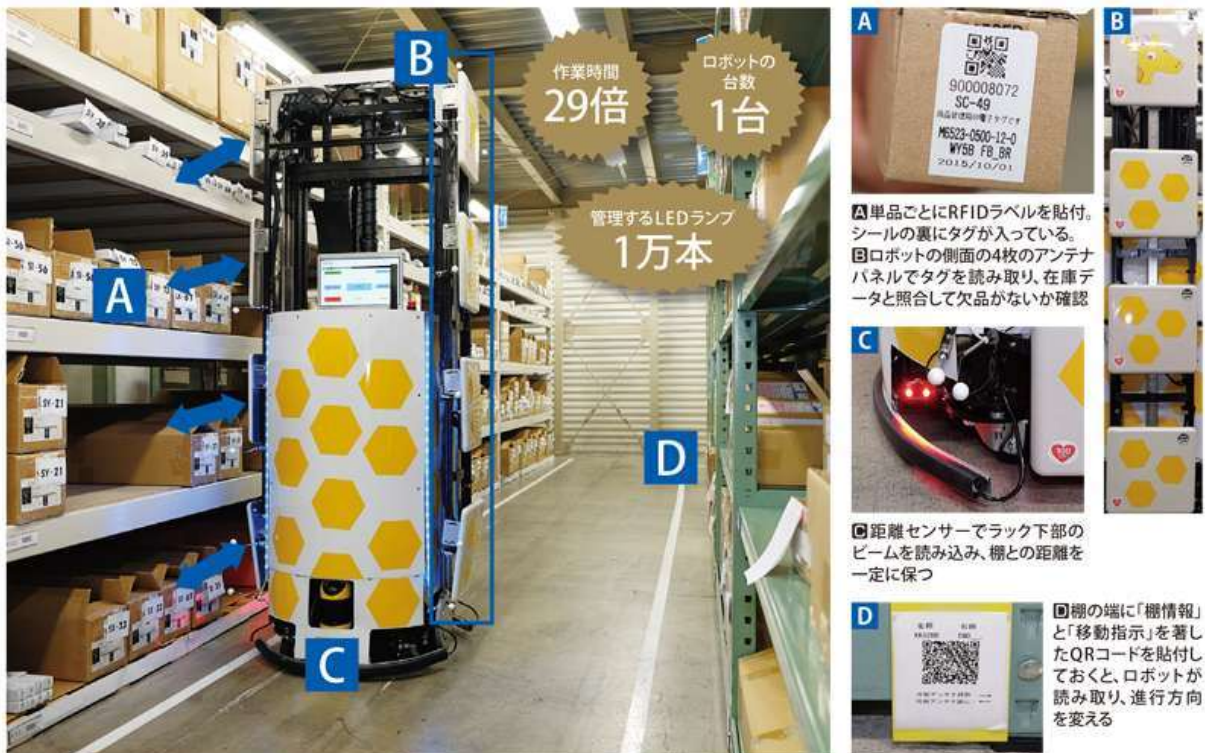 B
作業時間
29倍
ロボットの
台数
1台
管理するLEDランプ
1万本
A
D
C
SY-21
SY-21
A
900008072
SC-49
M6523-0500-12-0
WY5B FB_BR
2015/10/01
A単品ごとにRFIDラベルを貼付。
シールの裏にタグが入っている。
Bロボットの側面の4枚のアンテナ
パネルでタグを読み取り、在庫デ
ータと照合して欠品がないか確認
B
C
C距離センサーでラック下部の
ビームを読み込み、棚との距離を
一定に保つ
D
D棚の端に「棚情報」
と「移動指示」を著し
たQRコードを貼付し
ておくと、ロボットが
読み取り、進行方向
を変える